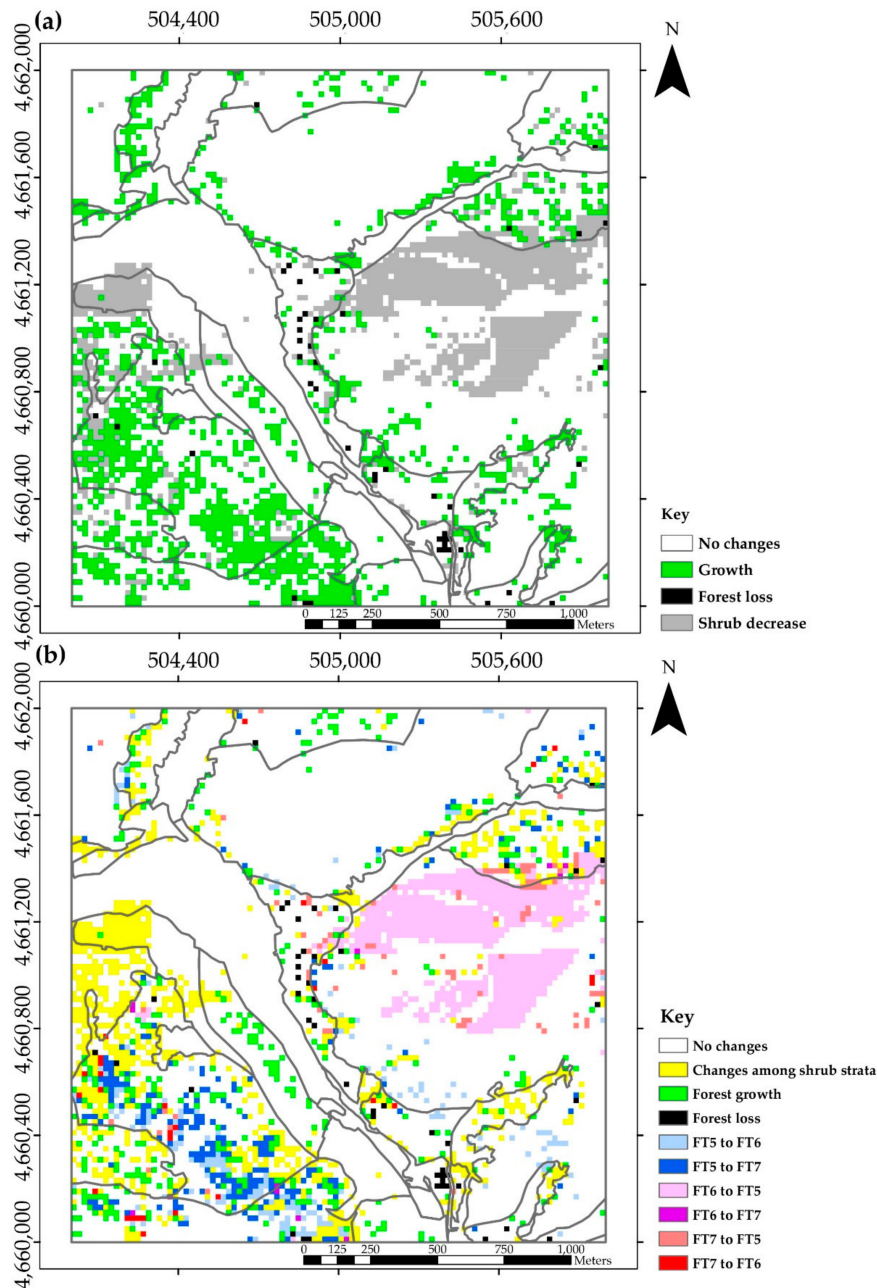 (a)
504,400 505,000 505,600
N
4,662,000
4,661,600
4,661,200
4,660,800
4,660,400
4,660,000
Key
No changes
Growth
Forest loss
Shrub decrease
0 125 250 500 750 1,000
Meters
(b)
504,400 505,000 505,600
N
4,662,000
4,661,600
4,661,200
4,660,800
4,660,400
4,660,000
Key
No changes
Changes among shrub strata
Forest growth
Forest loss
FT5 to FT6
FT5 to FT7
FT6 to FT5
FT6 to FT7
FT7 to FT5
FT7 to FT6
0 125 250 500 750 1,000
Meters